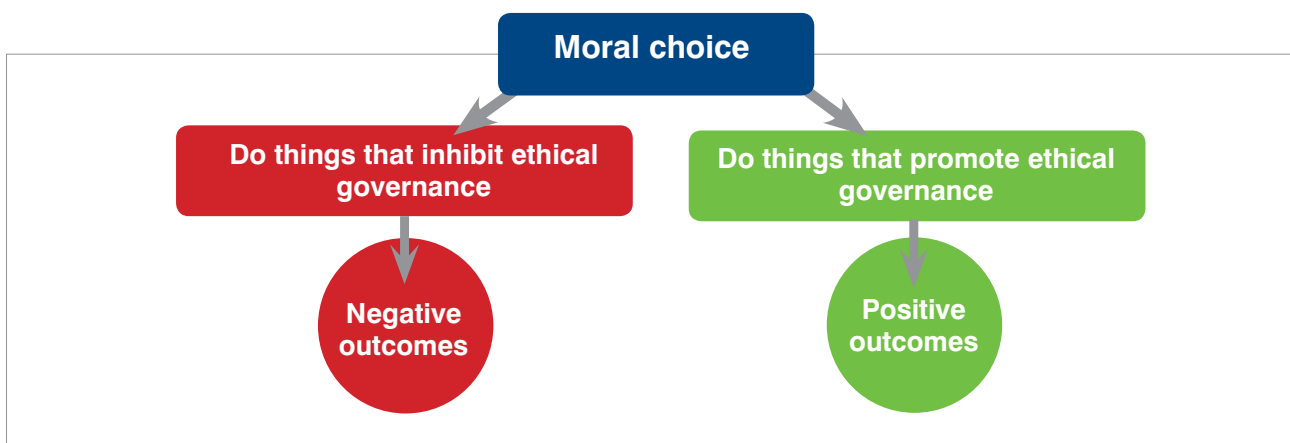 Moral choice
Do things that inhibit ethical
governance
Do things that promote ethical
governance
Negative
outcomes
Positive
outcomes